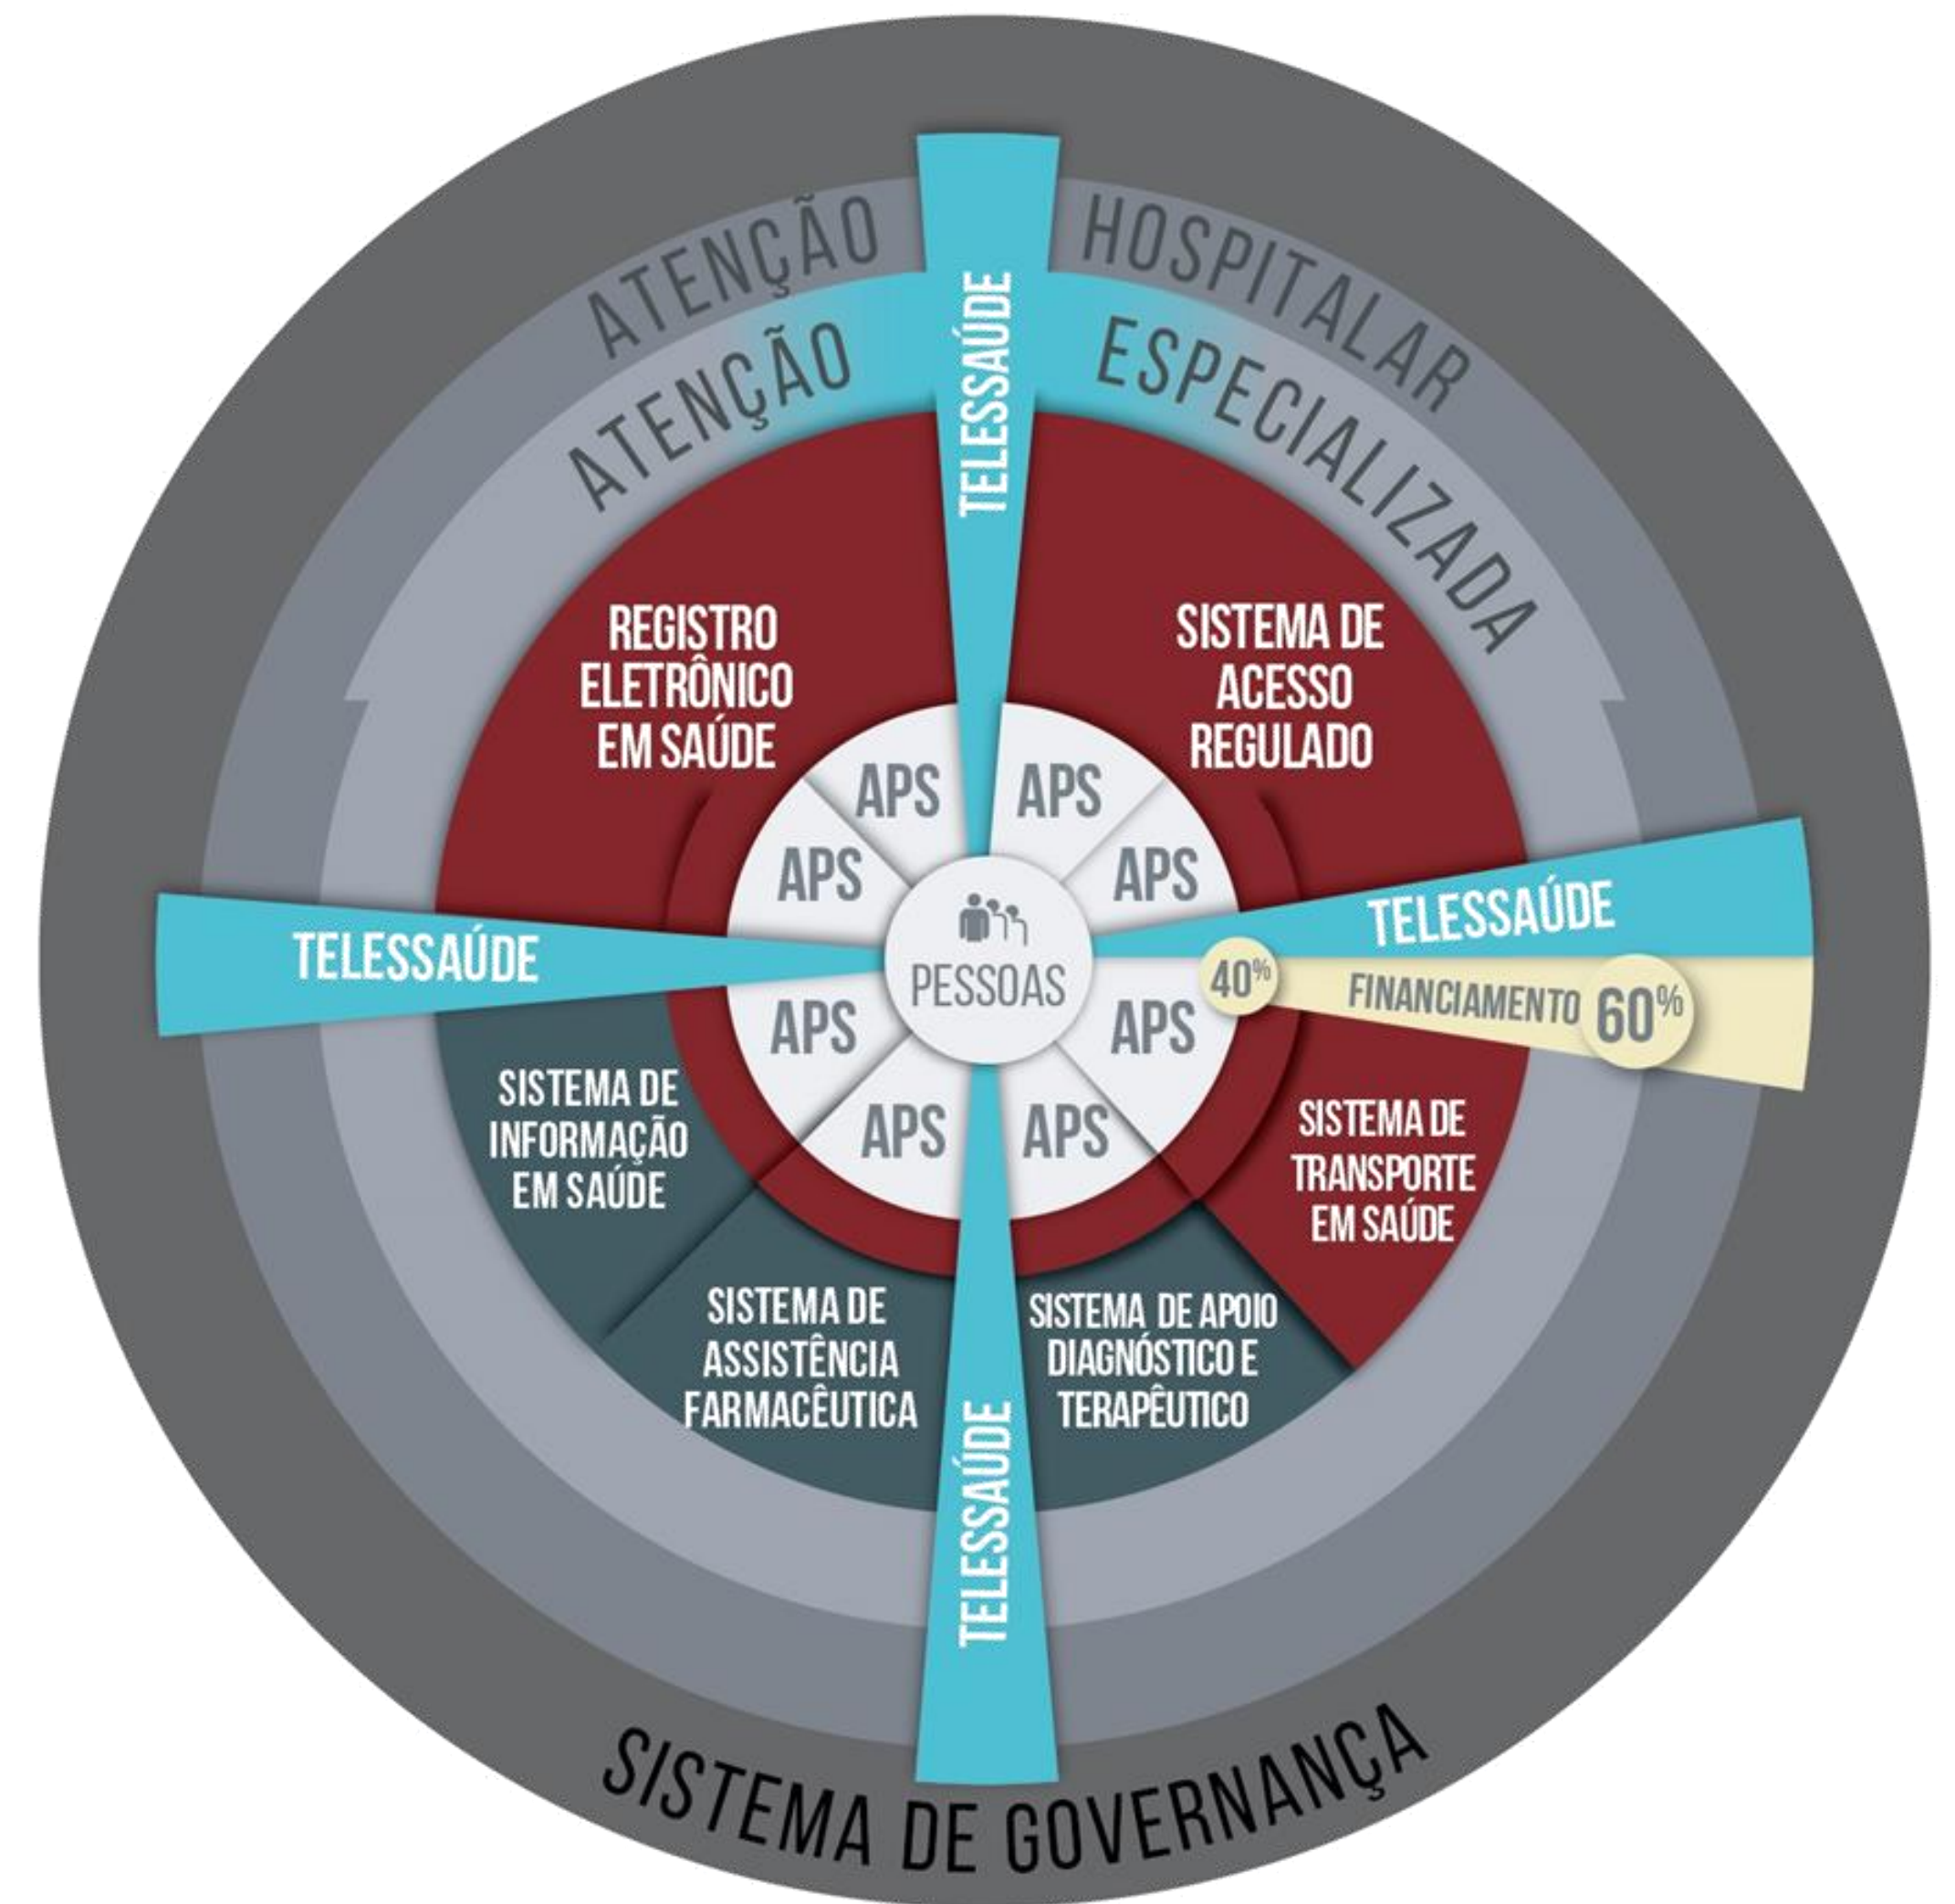 ATENÇÃO HOSPITALAR
ATENÇÃO ESPECIALIZADA
TELESSAÚDE
REGISTRO
ELETRÔNICO
EM SAÚDE
SISTEMA DE
ACESSO
REGULADO
APS
APS
APS
APS
TELESSAÚDE
TELESSAÚDE
PESSOAS
40%
FINANCIAMENTO 60%
APS
APS
APS
APS
SISTEMA DE
INFORMAÇÃO
EM SAÚDE
SISTEMA DE
TRANSPORTE
EM SAÚDE
SISTEMA DE
ASSISTÊNCIA
FARMACÊUTICA
SISTEMA DE APOIO
DIAGNÓSTICO E
TERAPÊUTICO
TELESSAÚDE
SISTEMA DE GOVERNANÇA